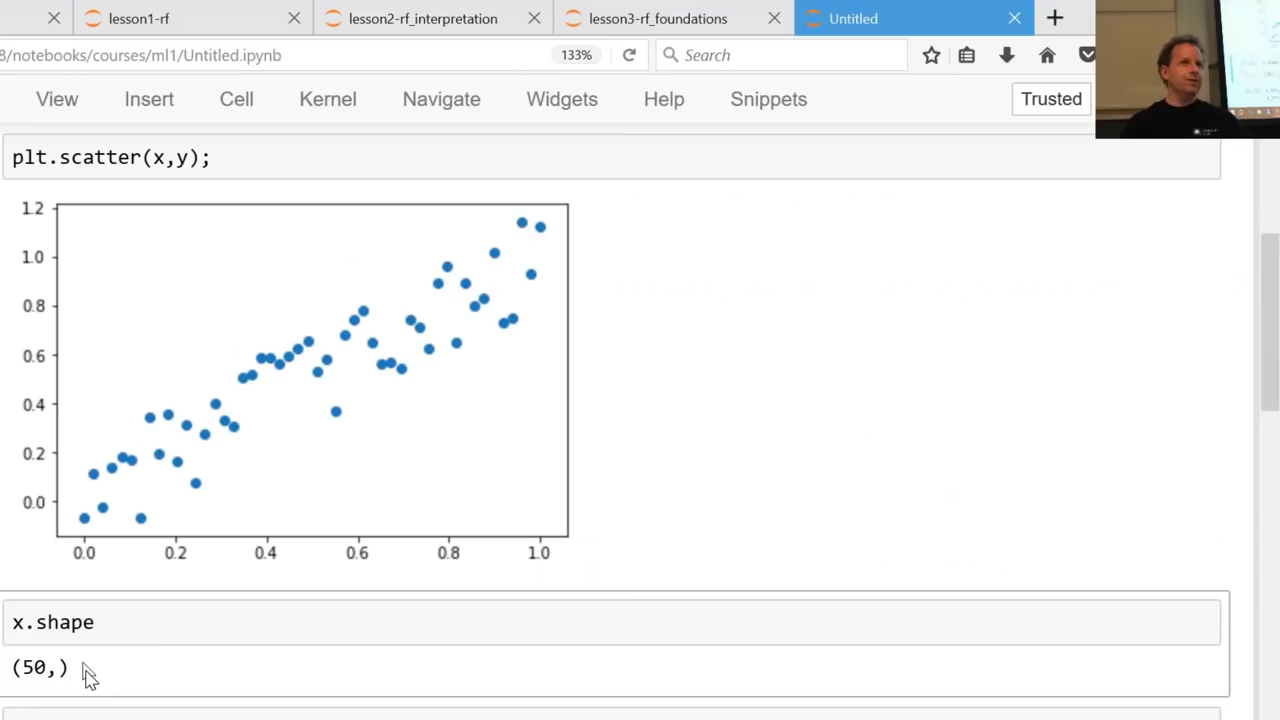 lesson1-rf lesson2-rf_interpretation lesson3-rf_foundations Untitled
8/notebooks/courses/ml1/Untitled.ipynb 133% Search
View Insert Cell Kernel Navigate Widgets Help Snippets Trusted
plt.scatter(x,y);
1.2
1.0
0.8
0.6
0.4
0.2
0.0
0.0 0.2 0.4 0.6 0.8 1.0
x.shape
(50,)